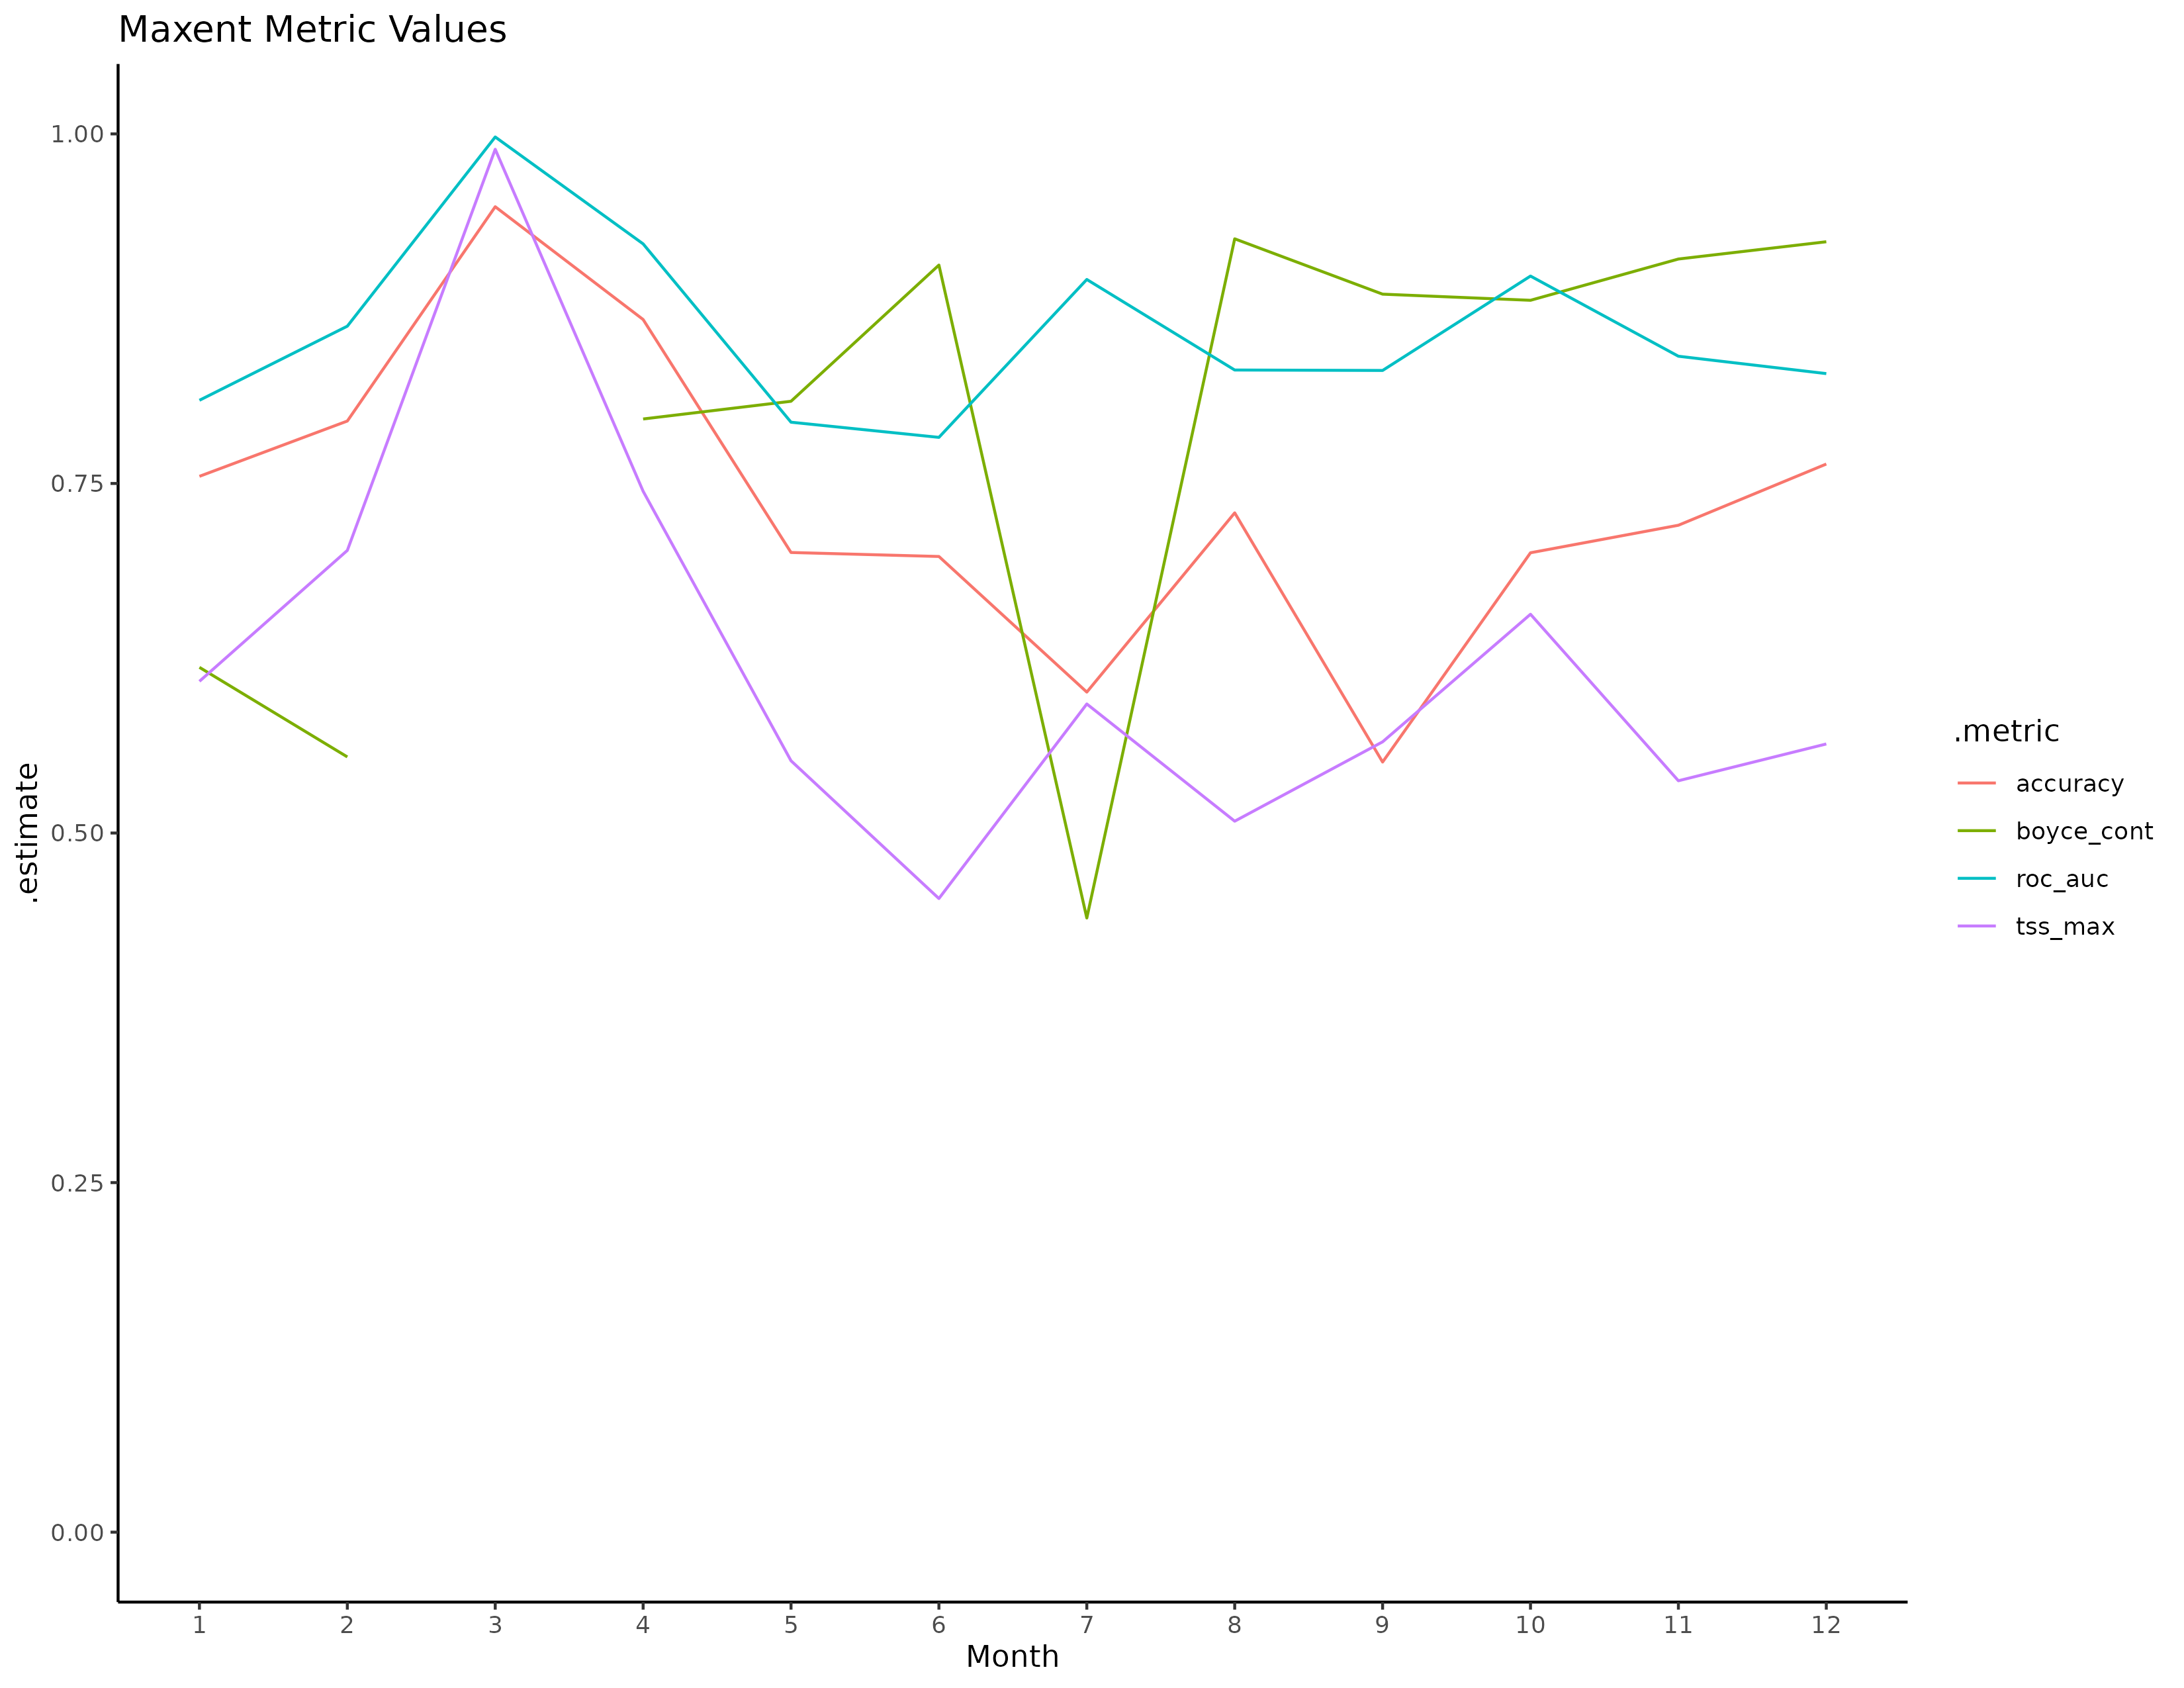 Maxent Metric Values
1.00
0.75
0.50
0.25
0.00
.estimate
1 2 3 4 5 6 7 8 9 10 11 12
Month
.metric
accuracy
boyce_cont
roc_auc
tss_max